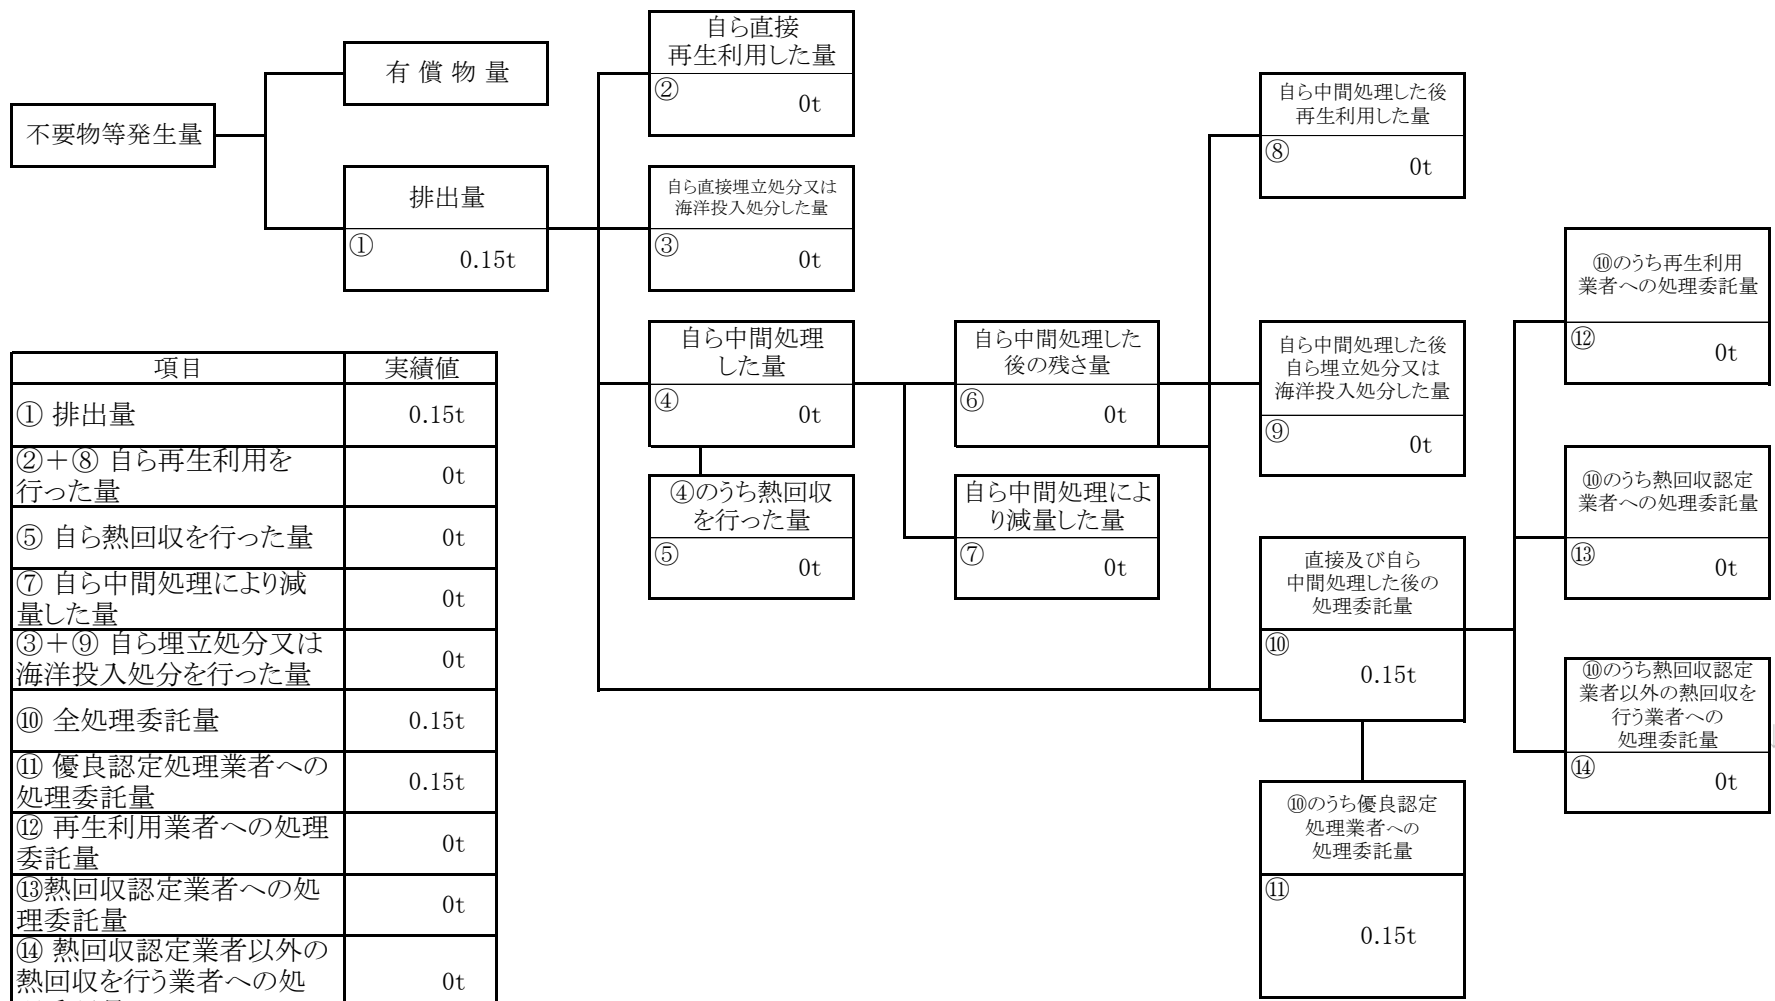 不要物等発生量
有 償 物 量
排出量
①
0.15t
自ら直接
再生利用した量
②
0t
自ら直接埋立処分又は
海洋投入処分した量
③
0t
自ら中間処理
した量
④
0t
④のうち熱回収
を行った量
⑤
0t
自ら中間処理した
後の残さ量
⑥
0t
自ら中間処理によ
り減量した量
⑦
0t
自ら中間処理した後
再生利用した量
⑧
0t
自ら中間処理した後
自ら埋立処分又は
海洋投入処分した量
⑨
0t
直接及び自ら
中間処理した後の
処理委託量
⑩
0.15t
⑩のうち優良認定
処理業者への
処理委託量
⑪
0.15t
⑩のうち再生利用
業者への処理委託量
⑫
0t
⑩のうち熱回収認定
業者への処理委託量
⑬
0t
⑩のうち熱回収認定
業者以外の熱回収を
行う業者への
処理委託量
⑭
0t
項目 実績値
① 排出量 0.15t
②＋⑧ 自ら再生利用を
行った量 0t
⑤ 自ら熱回収を行った量 0t
⑦ 自ら中間処理により減
量した量 0t
③＋⑨ 自ら埋立処分又は
海洋投入処分を行った量 0t
⑩ 全処理委託量 0.15t
⑪ 優良認定処理業者への
処理委託量 0.15t
⑫ 再生利用業者への処理
委託量 0t
⑬熱回収認定業者への処
理委託量 0t
⑭ 熱回収認定業者以外の
熱回収を行う業者への処 0t